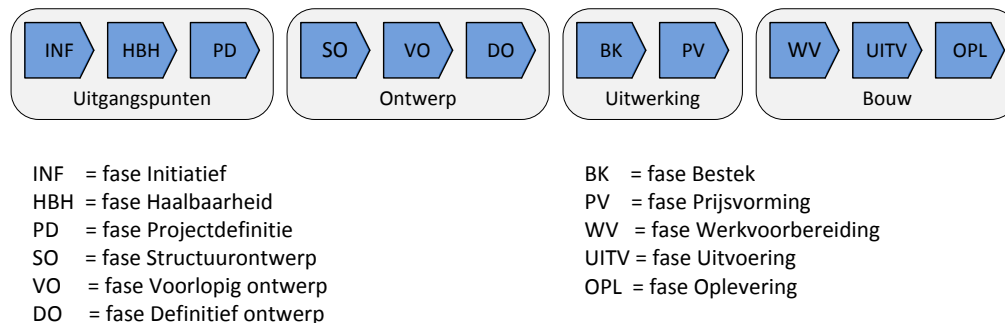 INF HBH PD SO VO DO BK PV WV UITV OPL
Uitgangspunten Ontwerp Uitwerking Bouw
INF = fase Initiatief
HBH = fase Haalbaarheid
PD = fase Projectdefinitie
SO = fase Structuurontwerp
VO = fase Voorlopig ontwerp
DO = fase Definitief ontwerp
BK = fase Bestek
PV = fase Prijsvorming
WV = fase Werkvoorbereiding
UITV = fase Uitvoering
OPL = fase Oplevering